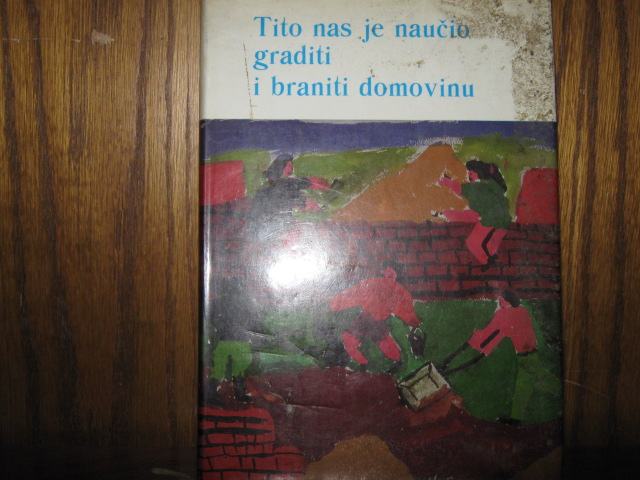 Tito nas je naučio
graditi
i braniti domovinu